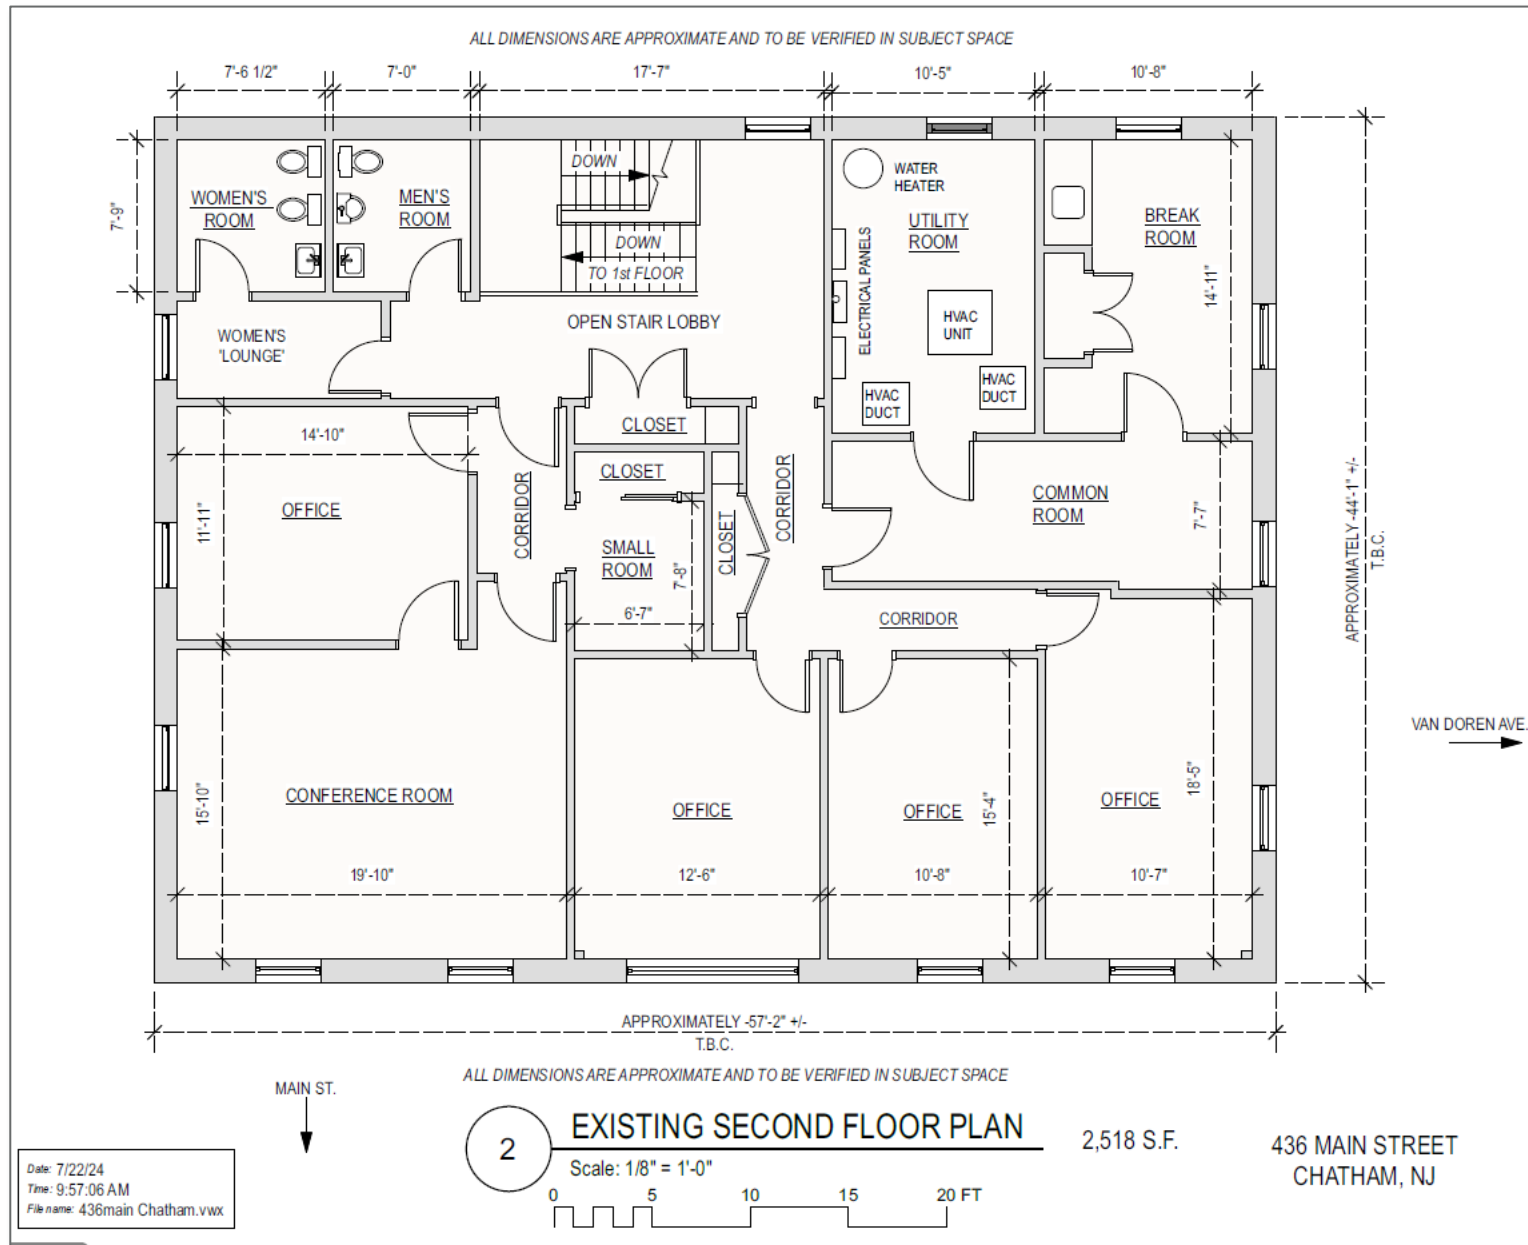 ALL DIMENSIONS ARE APPROXIMATE AND TO BE VERIFIED IN SUBJECT SPACE
7'-6 1/2"
7'-0"
17'-7"
10'-5"
10'-8"
7'-9"
WOMEN'S
ROOM
MEN'S
ROOM
DOWN
DOWN
TO 1st FLOOR
WATER
HEATER
UTILITY
ROOM
ELECTRICAL PANELS
HVAC
UNIT
HVAC
DUCT
HVAC
DUCT
BREAK
ROOM
14'-11"
WOMEN'S
'LOUNGE'
OPEN STAIR LOBBY
14'-10"
OFFICE
11'-11"
CORRIDOR
CLOSET
CLOSET
SMALL
ROOM
7'-8"
6'-7"
CLOSET
CORRIDOR
COMMON
ROOM
7'-7"
CORRIDOR
APPROXIMATELY -44'-1" +/-
T.B.C.
VAN DOREN AVE.
CONFERENCE ROOM
15'-10"
19'-10"
OFFICE
12'-6"
OFFICE
15'-4"
10'-8"
OFFICE
18'-5"
10'-7"
APPROXIMATELY -57'-2" +/-
T.B.C.
ALL DIMENSIONS ARE APPROXIMATE AND TO BE VERIFIED IN SUBJECT SPACE
MAIN ST.
2
EXISTING SECOND FLOOR PLAN
Scale: 1/8" = 1'-0"
0 5 10 15 20 FT
2,518 S.F.
436 MAIN STREET
CHATHAM, NJ
Date: 7/22/24
Time: 9:57:06 AM
File name: 436main Chatham.vwx